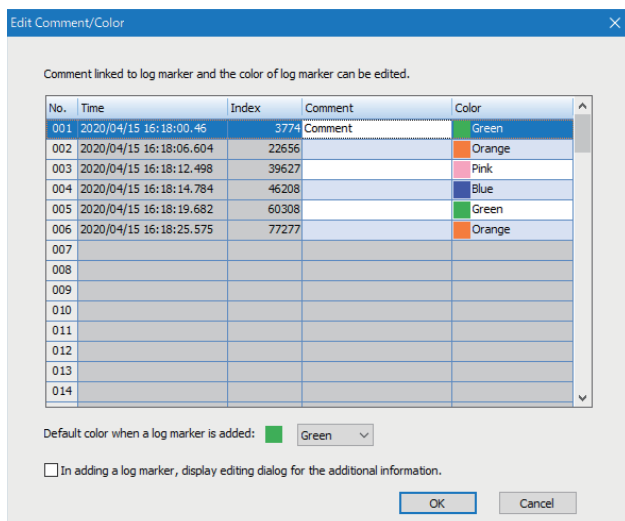 Edit Comment/Color
Comment linked to log marker and the color of log marker can be edited.
No. Time Index Comment Color
001 2020/04/15 16:18:00.46 3774 Comment Green
002 2020/04/15 16:18:06.604 22656 Orange
003 2020/04/15 16:18:12.498 39627 Pink
004 2020/04/15 16:18:14.784 46208 Blue
005 2020/04/15 16:18:19.682 60308 Green
006 2020/04/15 16:18:25.575 77277 Orange
007
008
009
010
011
012
013
014
Default color when a log marker is added: Green
In adding a log marker, display editing dialog for the additional information.
OK Cancel